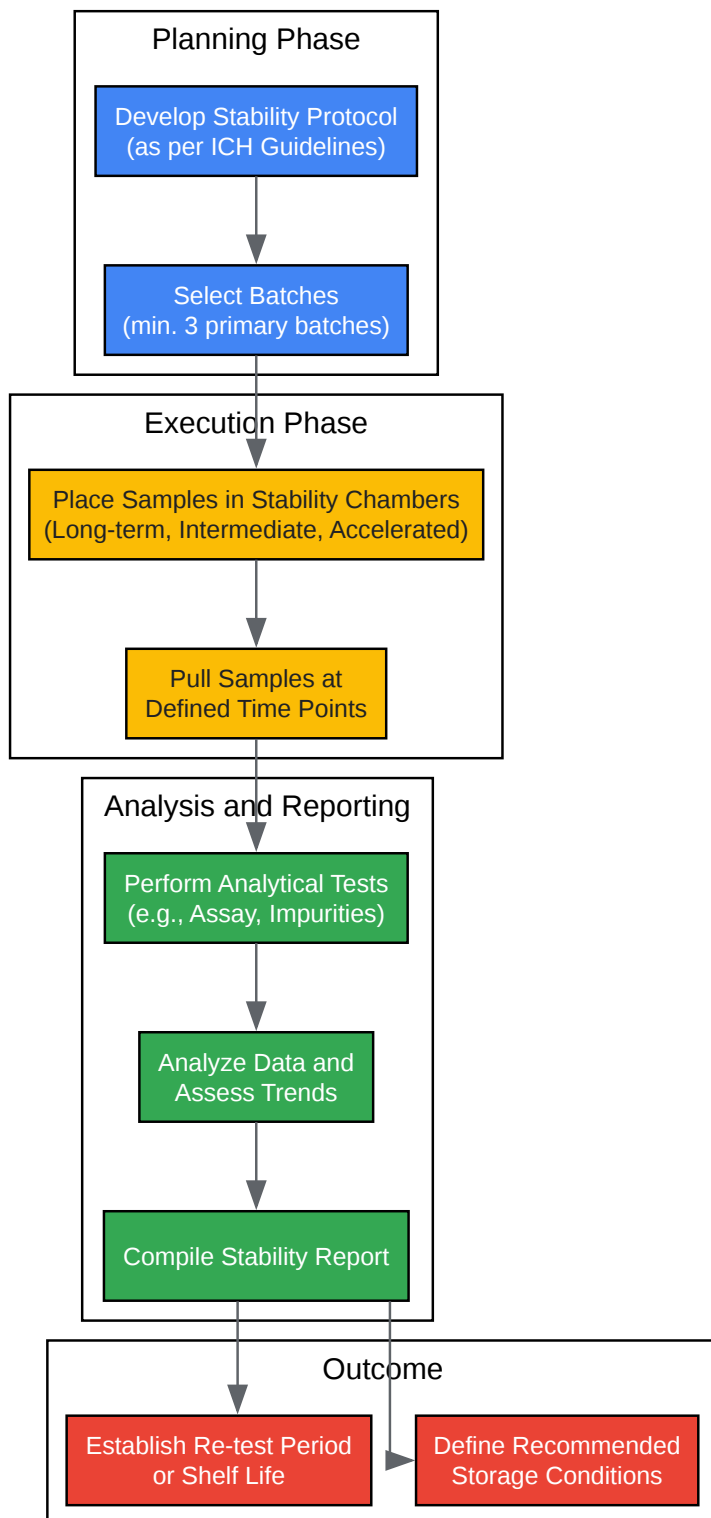 Planning Phase
Develop Stability Protocol
(as per ICH Guidelines)
Select Batches
(min. 3 primary batches)
Execution Phase
Place Samples in Stability Chambers
(Long-term, Intermediate, Accelerated)
Pull Samples at
Defined Time Points
Analysis and Reporting
Perform Analytical Tests
(e.g., Assay, Impurities)
Analyze Data and
Assess Trends
Compile Stability Report
Outcome
Establish Re-test Period
or Shelf Life
Define Recommended
Storage Conditions